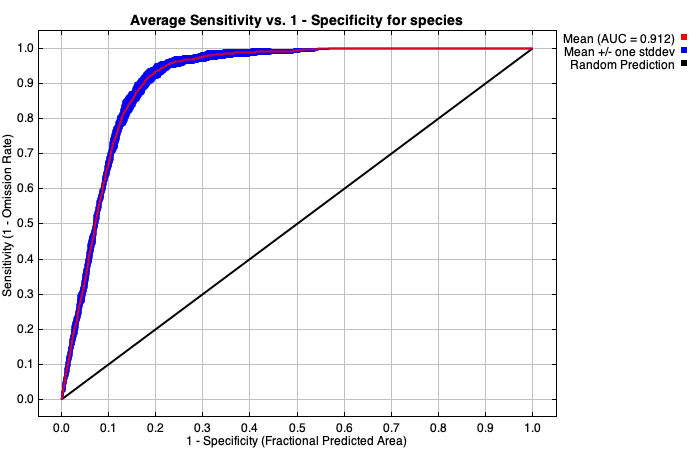 Average Sensitivity vs. 1 - Specificity for species
Mean (AUC = 0.912)
Mean +/- one stddev
Random Prediction
Sensitivity (1 - Omission Rate)
1.0
0.9
0.8
0.7
0.6
0.5
0.4
0.3
0.2
0.1
0.0
0.0 0.1 0.2 0.3 0.4 0.5 0.6 0.7 0.8 0.9 1.0
1 - Specificity (Fractional Predicted Area)